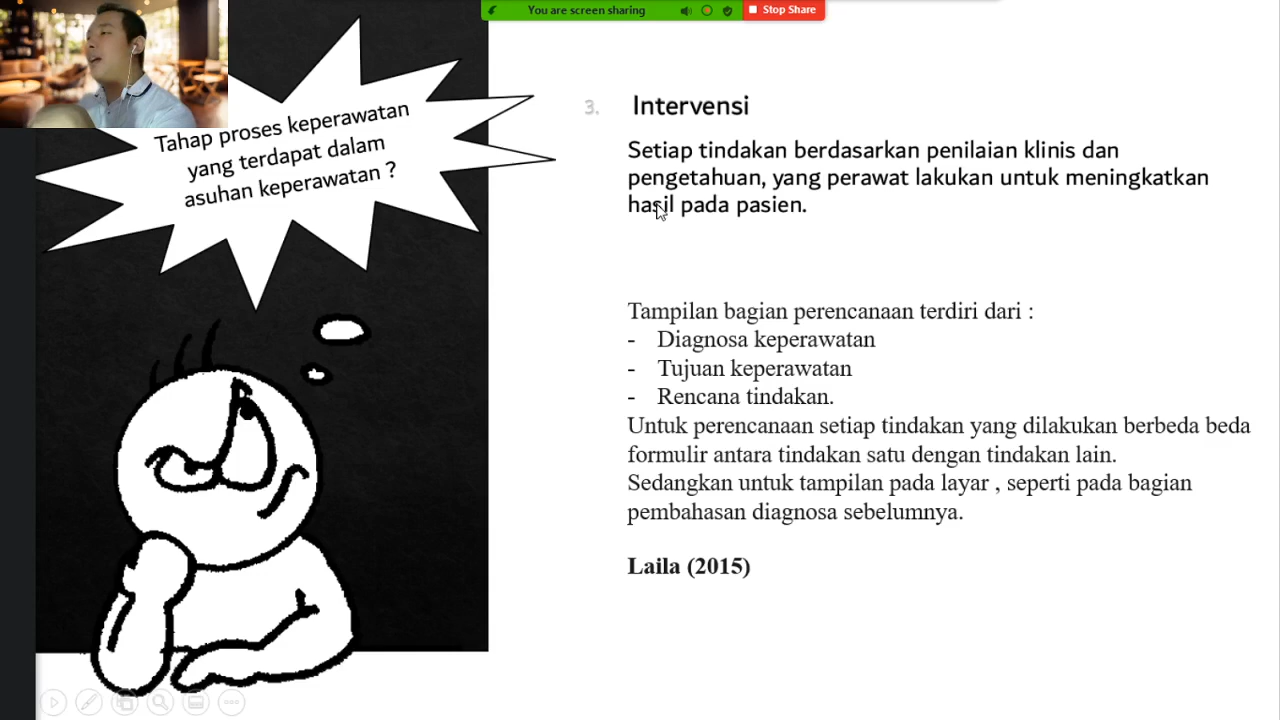 You are screen sharing
Stop Share
Tahap proses keperawatan
yang terdapat dalam
asuhan keperawatan ?
3. Intervensi
Setiap tindakan berdasarkan penilaian klinis dan
pengetahuan, yang perawat lakukan untuk meningkatkan
hasil pada pasien.
Tampilan bagian perencanaan terdiri dari :
- Diagnosa keperawatan
- Tujuan keperawatan
- Rencana tindakan.
Untuk perencanaan setiap tindakan yang dilakukan berbeda beda
formulir antara tindakan satu dengan tindakan lain.
Sedangkan untuk tampilan pada layar , seperti pada bagian
pembahasan diagnosa sebelumnya.
Laila (2015)